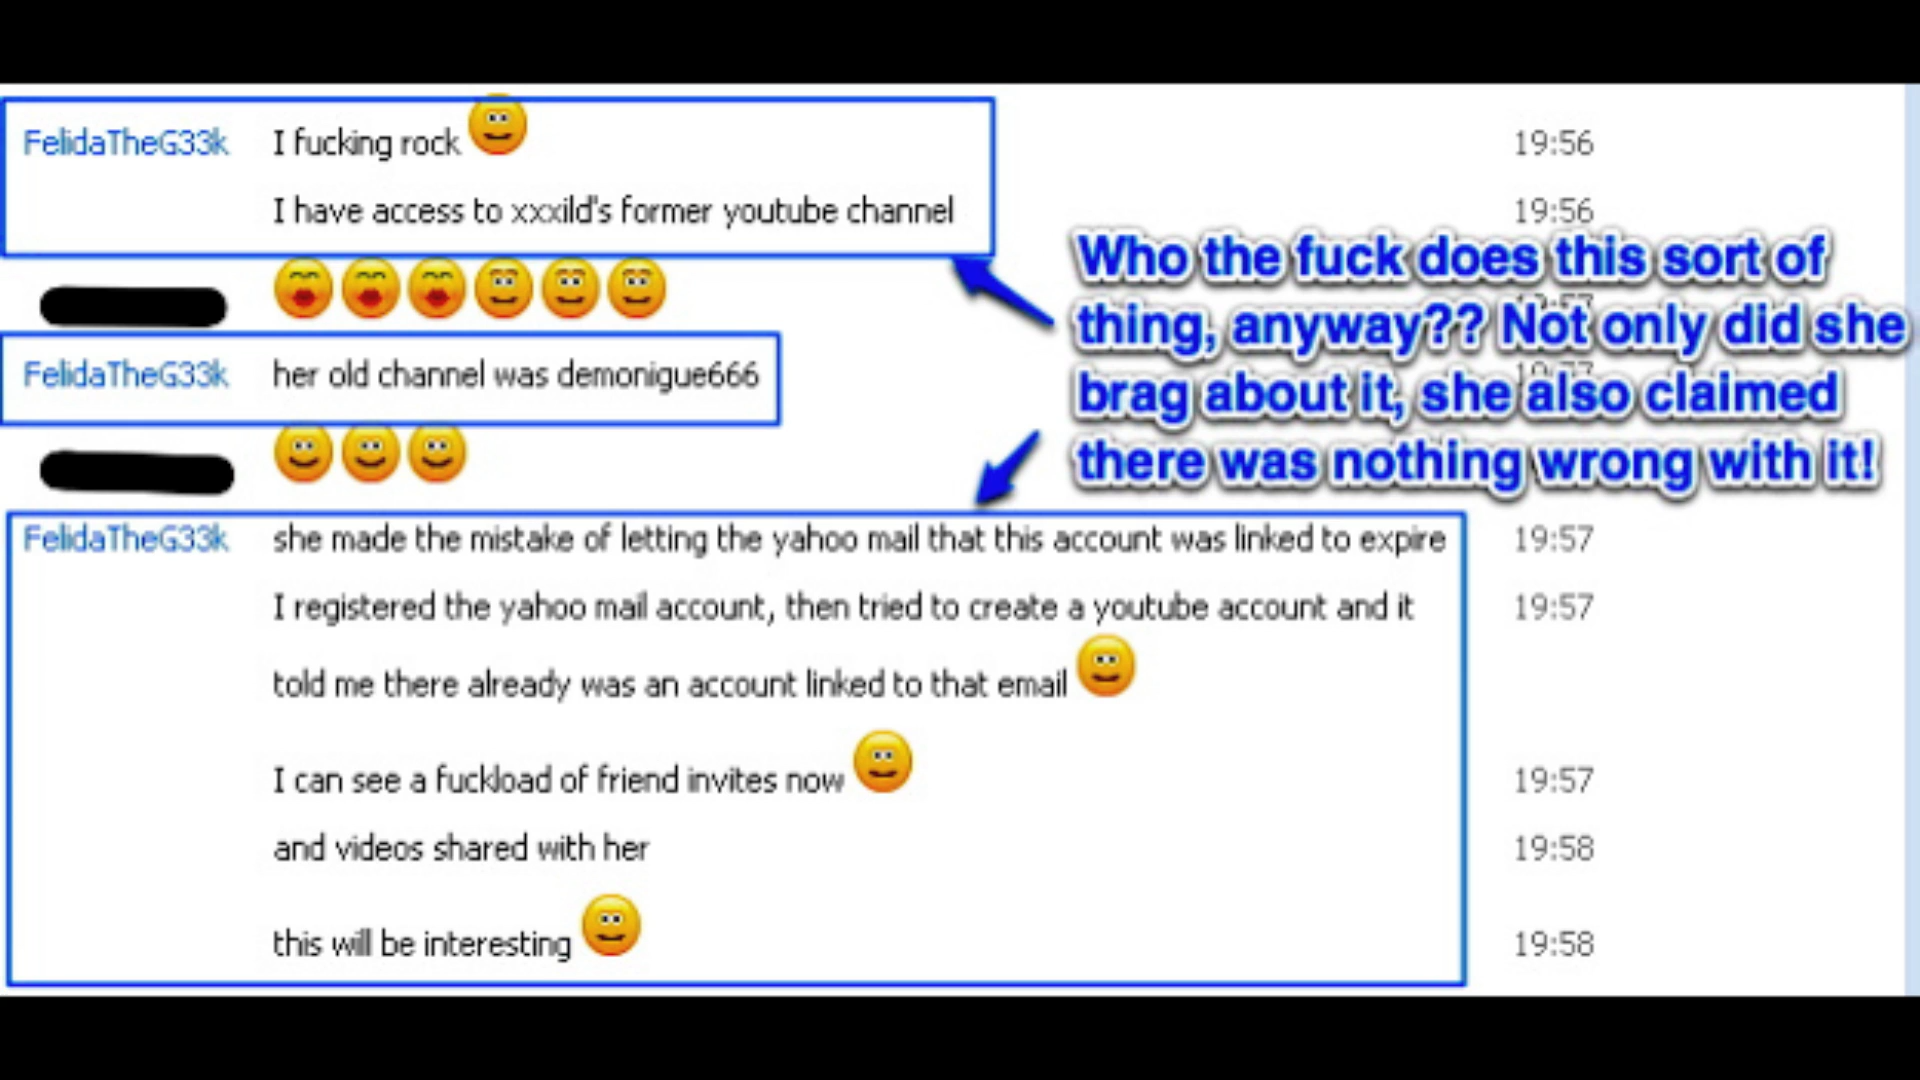 FelidaTheG33k I fucking rock 19:56
I have access to xxxild's former youtube channel 19:56
Who the fuck does this sort of
thing, anyway?? Not only did she
brag about it, she also claimed
there was nothing wrong with it!
FelidaTheG33k her old channel was demonigue666
FelidaTheG33k she made the mistake of letting the yahoo mail that this account was linked to expire 19:57
I registered the yahoo mail account, then tried to create a youtube account and it 19:57
told me there already was an account linked to that email
I can see a fuckload of friend invites now 19:57
and videos shared with her 19:58
this will be interesting 19:58